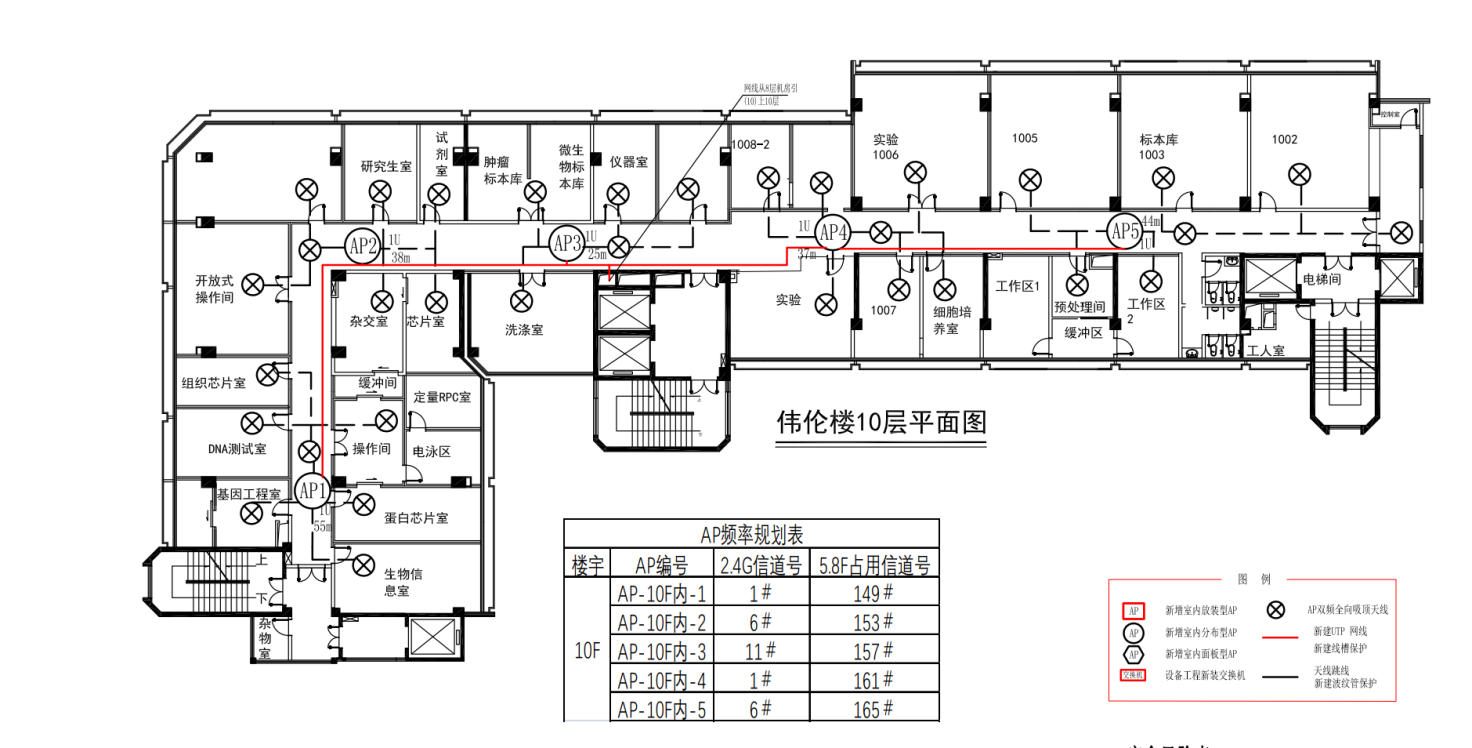 网线从8层机房引
(10)上10层
控制室
试
剂
室
研究生室
肿瘤
标本库
微生
物标
本库
仪器室
1008-2
实验
1006
1005
标本库
1003
1002
AP2
1U
38m
AP3
1U
25m
1U
AP4
37m
AP5
44m
1U
开放式
操作间
杂交室
芯片室
洗涤室
实验
1007
细胞培
养室
工作区1
预处理间
缓冲区
工作区
2
电梯间
工人室
组织芯片室
缓冲间
定量RPC室
DNA测试室
操作间
电泳区
基因工程室
AP1
1U
55m
蛋白芯片室
生物信
息室
上
下
杂
物
室
伟伦楼10层平面图
AP频率规划表
楼宇 AP编号 2.4G信道号 5.8F占用信道号
10F
AP-10F内-1 1# 149#
AP-10F内-2 6# 153#
AP-10F内-3 11# 157#
AP-10F内-4 1# 161#
AP-10F内-5 6# 165#
图 例
AP 新增室内放装型AP
AP双频全向吸顶天线
AP 新增室内分布型AP
新建UTP 网线
新建线槽保护
AP 新增室内面板型AP
交换机 设备工程新装交换机
天线跳线
新建波纹管保护